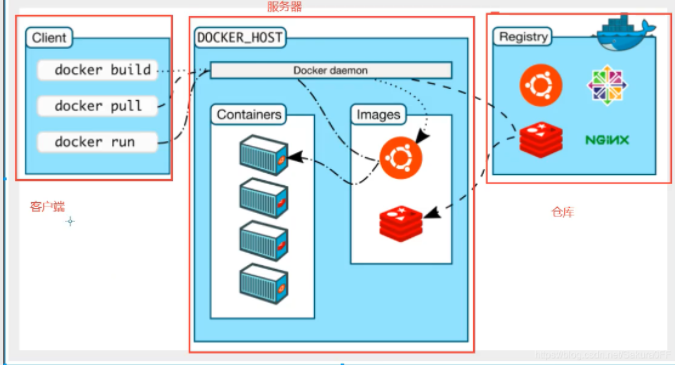 服务器
Client
docker build
docker pull
docker run
客户端
DOCKER_HOST
Docker daemon
Containers
Images
Registry
NGINX
仓库